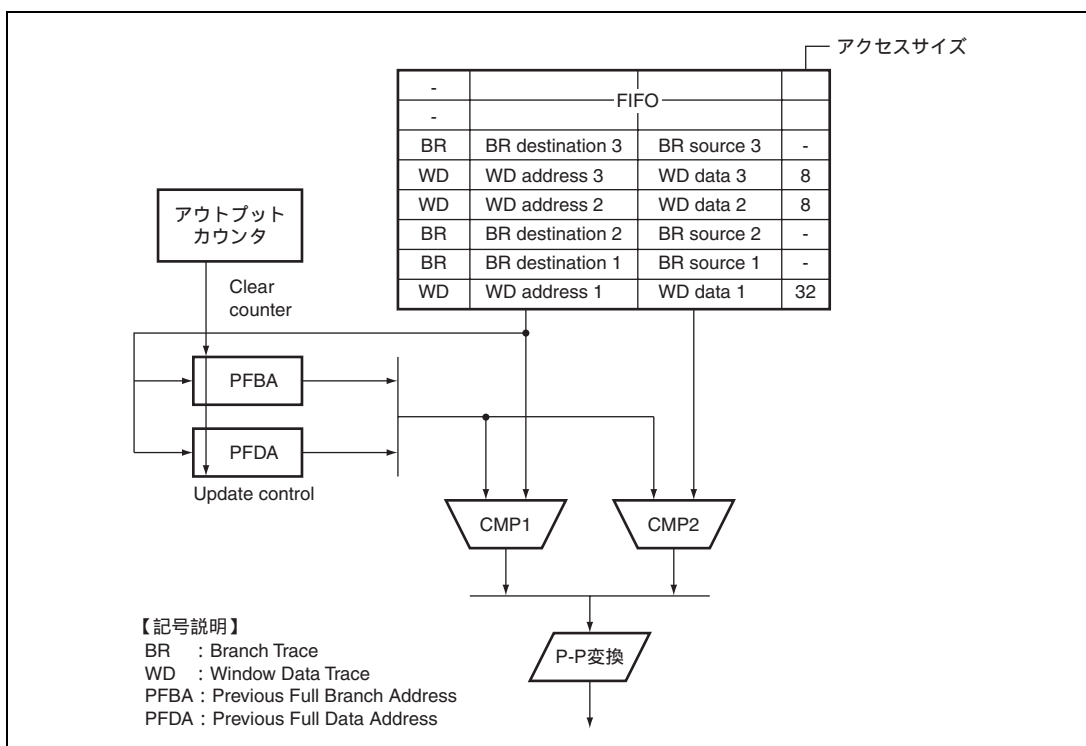 アクセスサイズ
-
FIFO
-
BR BR destination 3 BR source 3 -
WD WD address 3 WD data 3 8
WD WD address 2 WD data 2 8
BR BR destination 2 BR source 2 -
BR BR destination 1 BR source 1 -
WD WD address 1 WD data 1 32
アウトプット
カウンタ
Clear
counter
PFBA
PFDA
Update control
CMP1 CMP2
P-P変換
【記号説明】
BR : Branch Trace
WD : Window Data Trace
PFBA : Previous Full Branch Address
PFDA : Previous Full Data Address